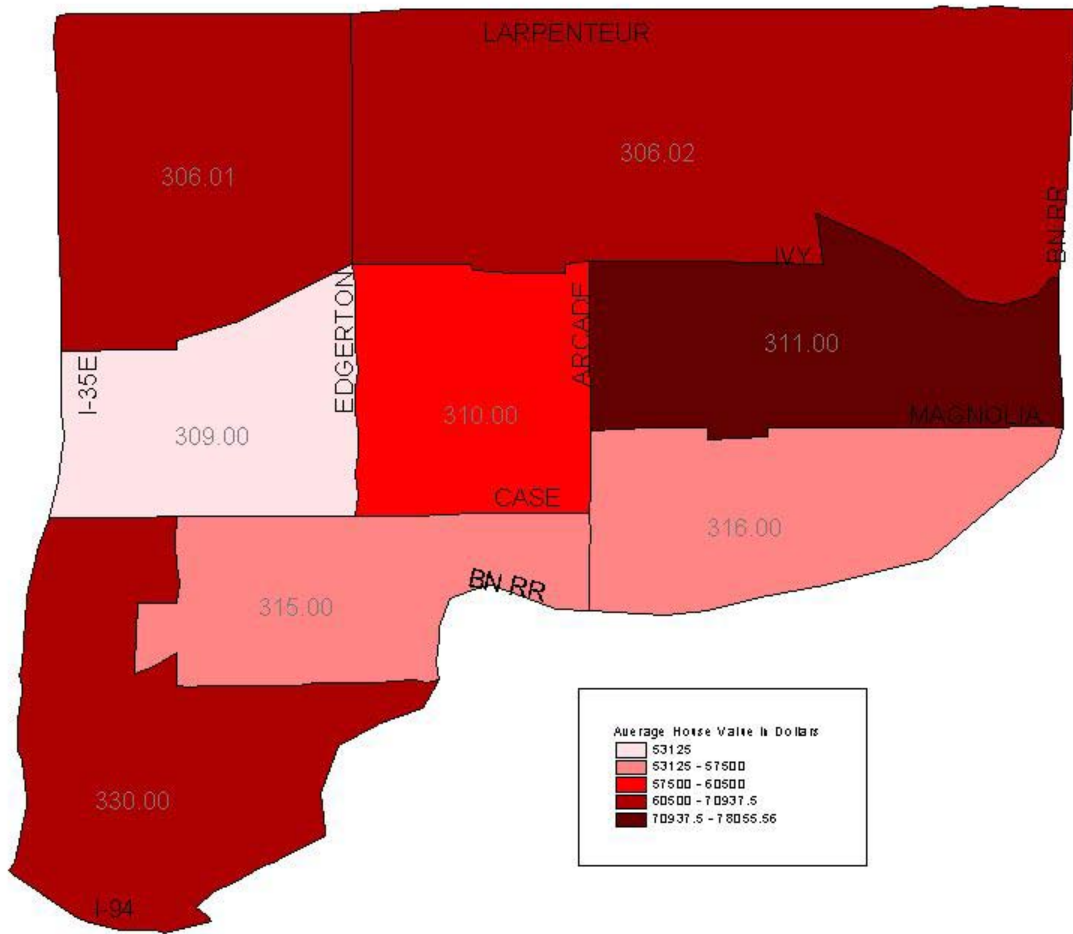 LARPENTEUR
306.01
306.02
BN RR
IVY
EDGERTON
ARCADE
I-35E
311.00
310.00
MAGNOLIA
309.00
CASE
316.00
BN RR
315.00
330.00
I-94
Average House Value In Dollars
53125
53125 - 57500
57500 - 60500
60500 - 70937.5
70937.5 - 78055.56